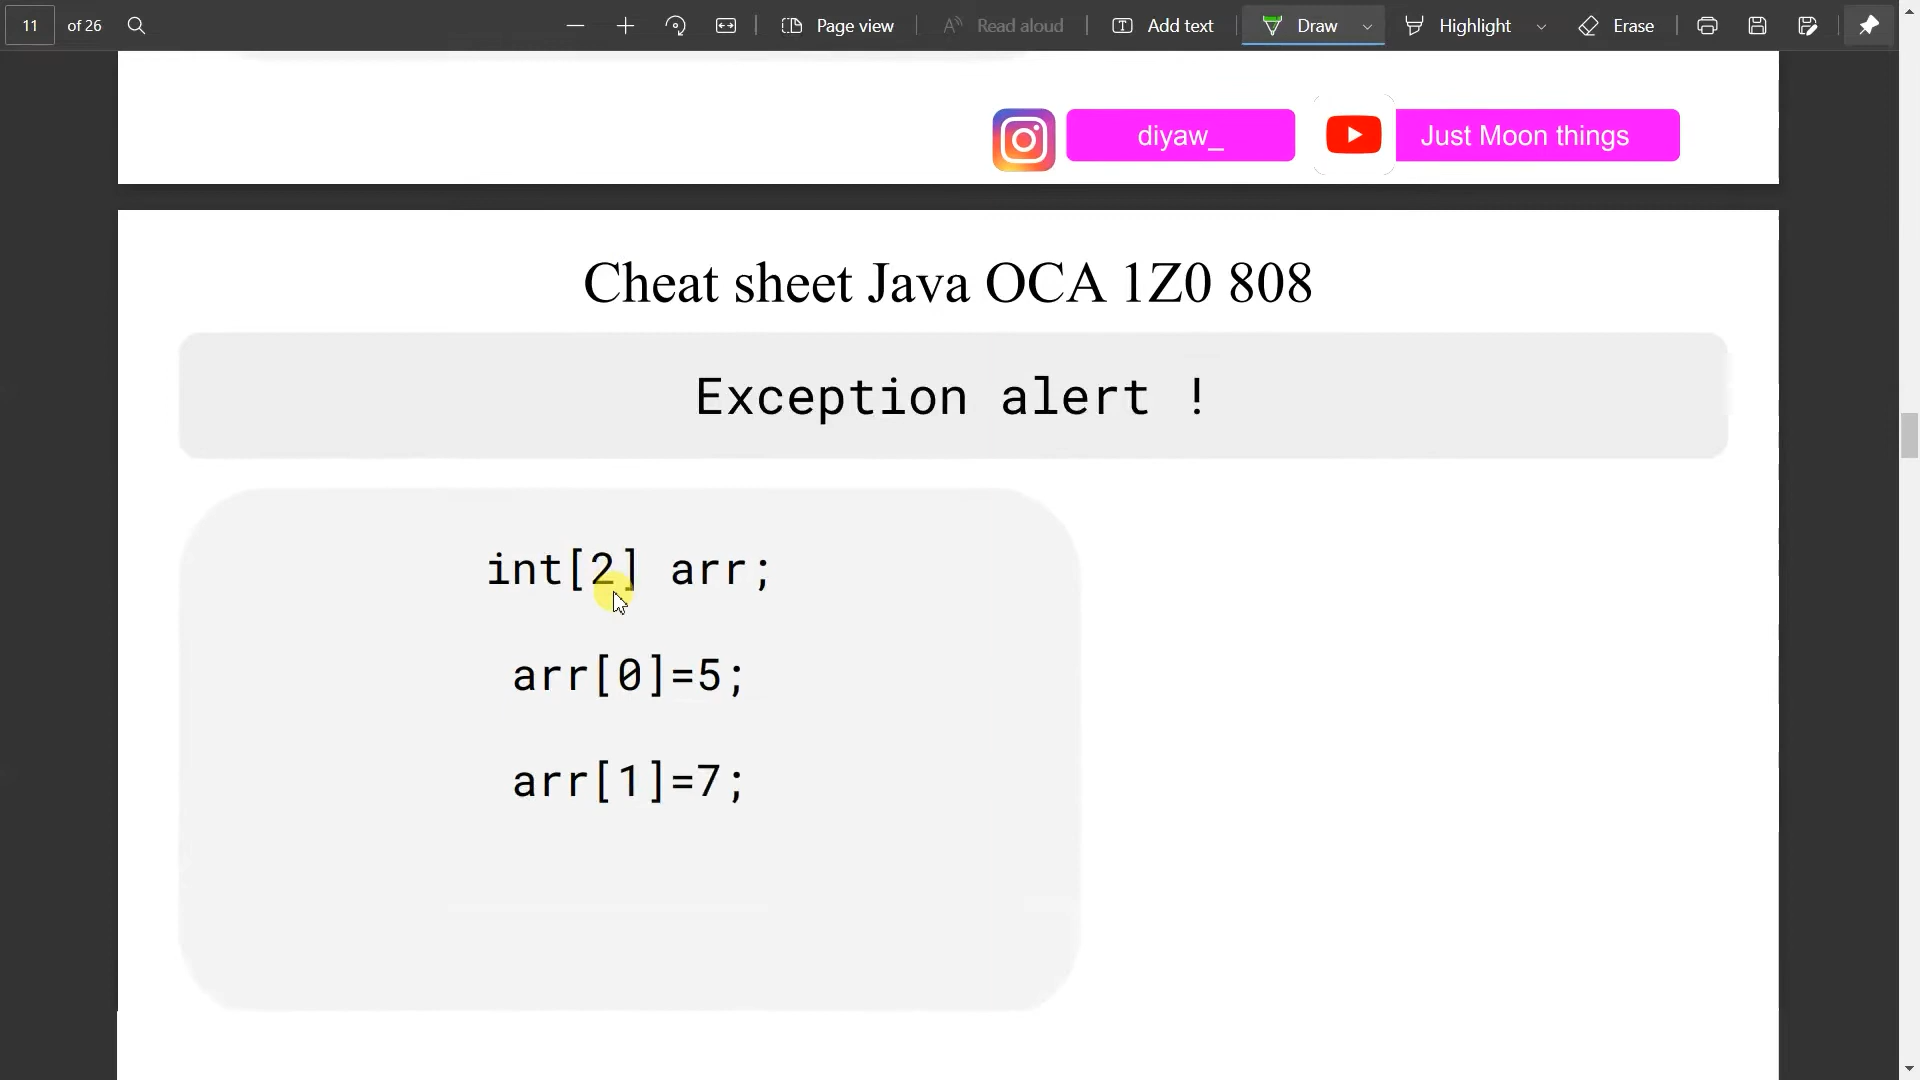 11 of 26 Page view Read aloud Add text Draw Highlight Erase
diyaw_ Just Moon things
Cheat sheet Java OCA 1Z0 808
Exception alert !
int[2] arr;
arr[0]=5;
arr[1]=7;